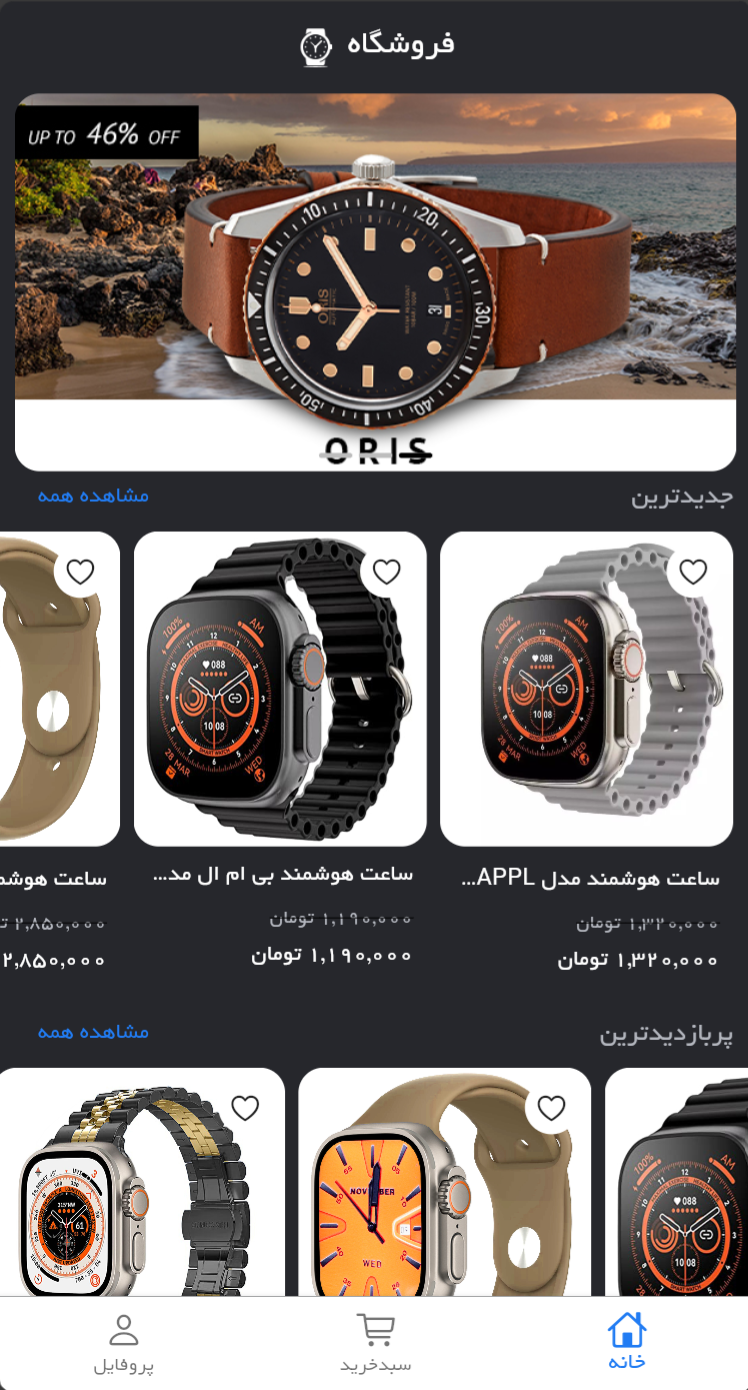 فروشگاه
UP TO 46% OFF
ORIS
جدیدترین
مشاهده همه
ساعت هوشمند مدل APPL...
ساعت هوشمند بی ام ال مد...
ساعت هوشم
۱,۳۲۰,۰۰۰ تومان
۱,۱۹۰,۰۰۰ تومان
۲,۸۵۰,۰۰۰ ت
۱,۳۲۰,۰۰۰ تومان
۱,۱۹۰,۰۰۰ تومان
۲,۸۵۰,۰۰۰
پربازدیدترین
مشاهده همه
خانه
سبدخرید
پروفایل